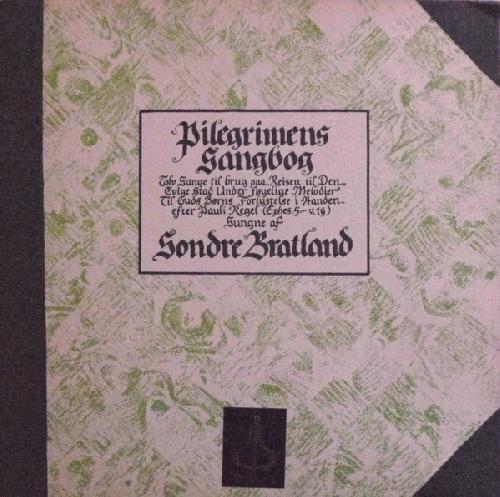 Pilegrimens
Sangbog
Tolv Sange til brug paa Reisen til Den
Evige Stad Under føyelige Melodier
Til Guds Børns Forlystelse i Aanden
efter Pauli Regel (Ephes. 5 - v. 19)
Sungne af
Sondre Bratland